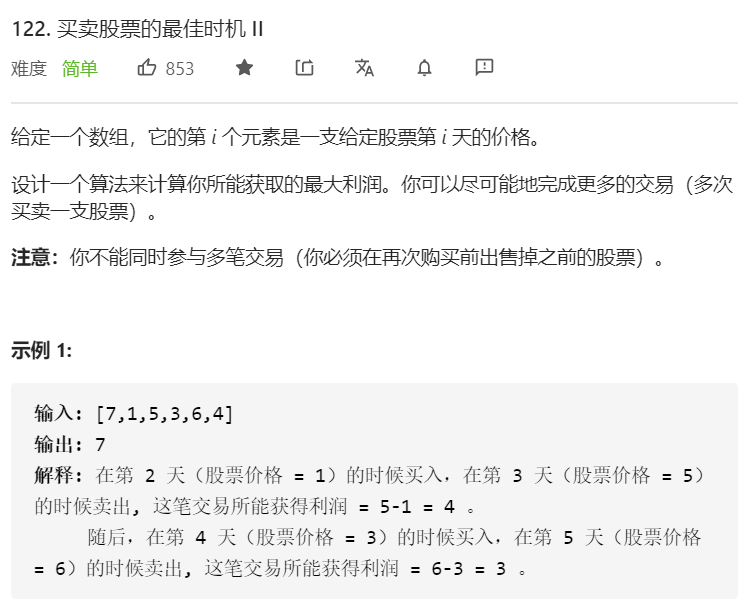 122. 买卖股票的最佳时机 II
难度 简单 853
给定一个数组，它的第 i 个元素是一支给定股票第 i 天的价格。
设计一个算法来计算你所能获取的最大利润。你可以尽可能地完成更多的交易（多次
买卖一支股票）。
注意：你不能同时参与多笔交易（你必须在再次购买前出售掉之前的股票）。
示例 1:
输入: [7,1,5,3,6,4]
输出: 7
解释: 在第 2 天（股票价格 = 1）的时候买入，在第 3 天（股票价格 = 5）
的时候卖出, 这笔交易所能获得利润 = 5-1 = 4 。
随后，在第 4 天（股票价格 = 3）的时候买入，在第 5 天（股票价格
= 6）的时候卖出, 这笔交易所能获得利润 = 6-3 = 3 。